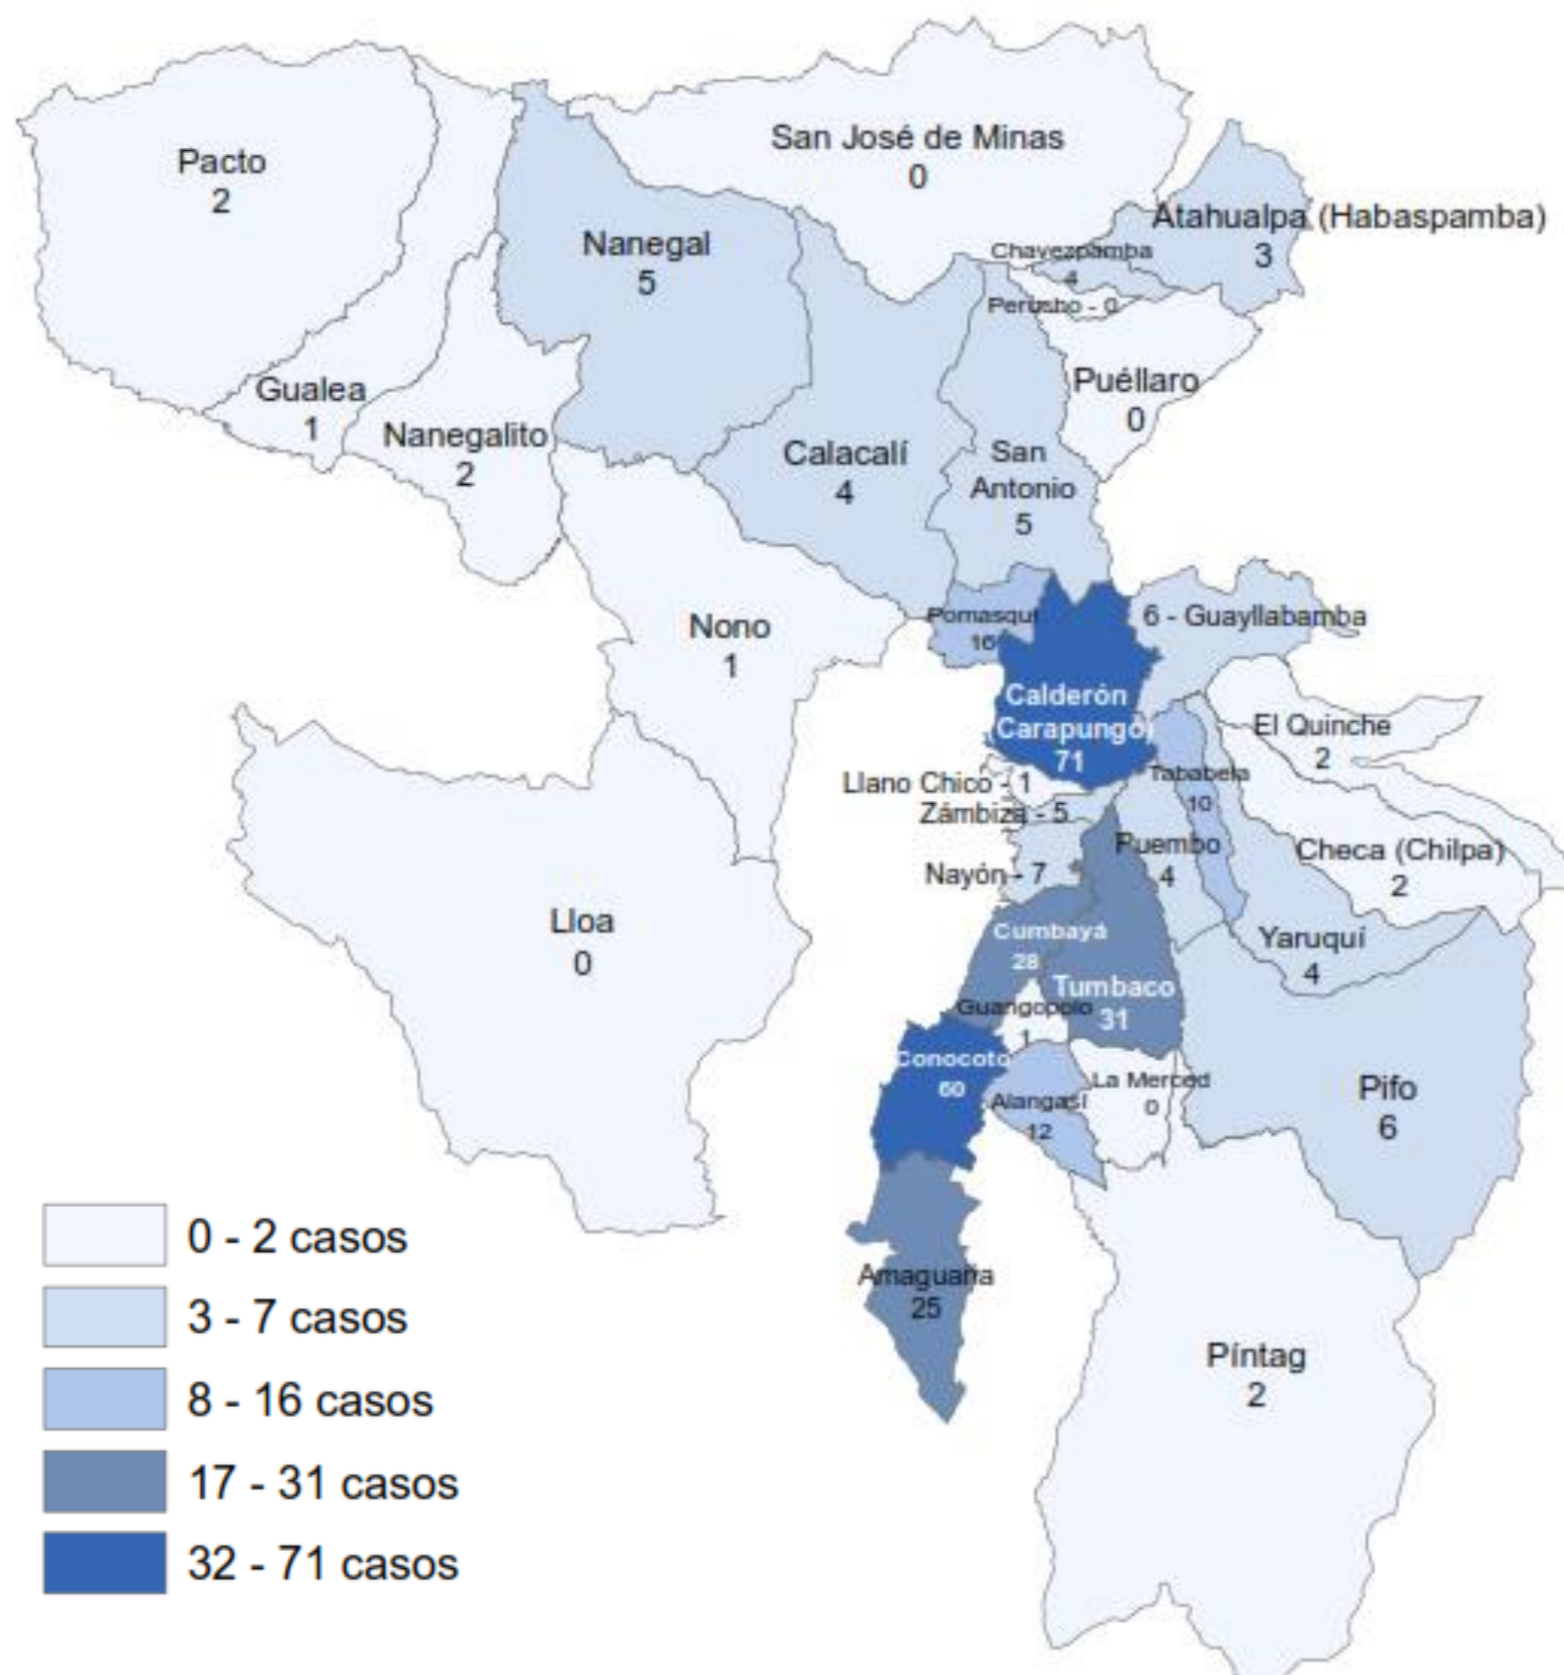 Pacto
2
San José de Minas
0
Atahualpa (Habaspamba)
3
Nanegal
5
Chavezpamba
4
Perusho - 0
Puéllaro
0
Gualea
1
Nanegalito
2
Calacalí
4
San
Antonio
5
Nono
1
Pomasqui
16
6 - Guayllabamba
Calderón
(Carapungo)
71
El Quinche
2
Llano Chico - 1
Tababela
10
Zámbiza - 5
Puembo
4
Checa (Chilpa)
2
Nayón - 7
Lloa
0
Cumbayá
28
Yaruquí
4
Tumbaco
31
Guangopolo
1
Conocoto
60
La Merced
0
Alangasí
12
Pifo
6
Amaguaña
25
Píntag
2
0 - 2 casos
3 - 7 casos
8 - 16 casos
17 - 31 casos
32 - 71 casos